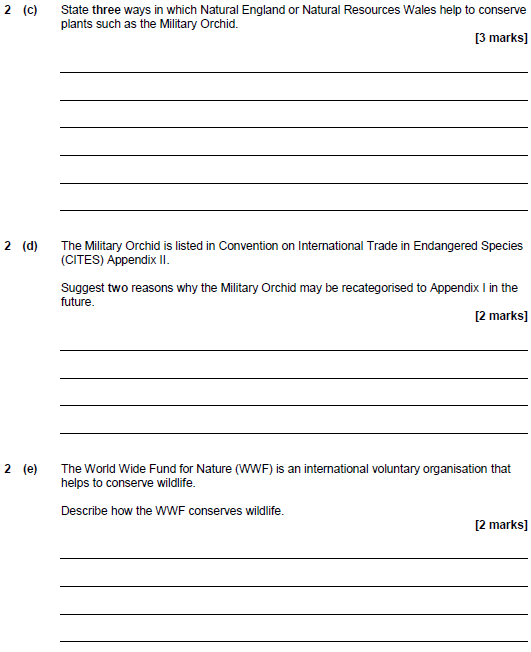 2 (c) State three ways in which Natural England or Natural Resources Wales help to conserve
plants such as the Military Orchid.
[3 marks]
2 (d) The Military Orchid is listed in Convention on International Trade in Endangered Species
(CITES) Appendix II.
Suggest two reasons why the Military Orchid may be recategorised to Appendix I in the
future.
[2 marks]
2 (e) The World Wide Fund for Nature (WWF) is an international voluntary organisation that
helps to conserve wildlife.
Describe how the WWF conserves wildlife.
[2 marks]